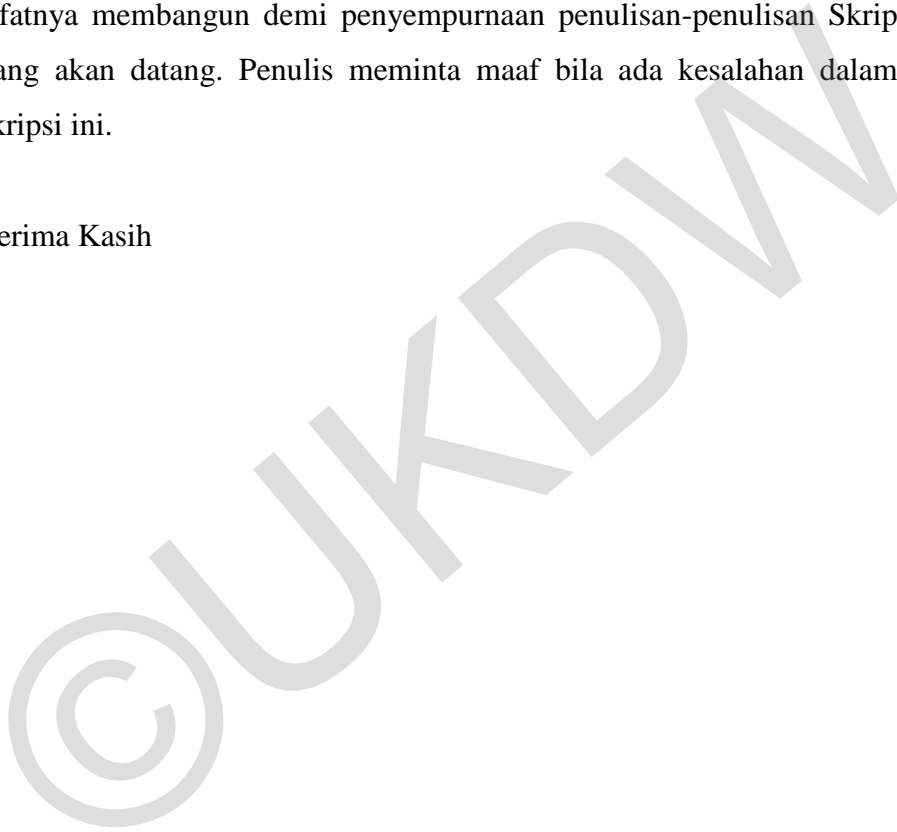 fatnya membangun demi penyempurnaan penulisan-penulisan Skrip
ang akan datang. Penulis meminta maaf bila ada kesalahan dalam
kripsi ini.
erima Kasih
©UKDW